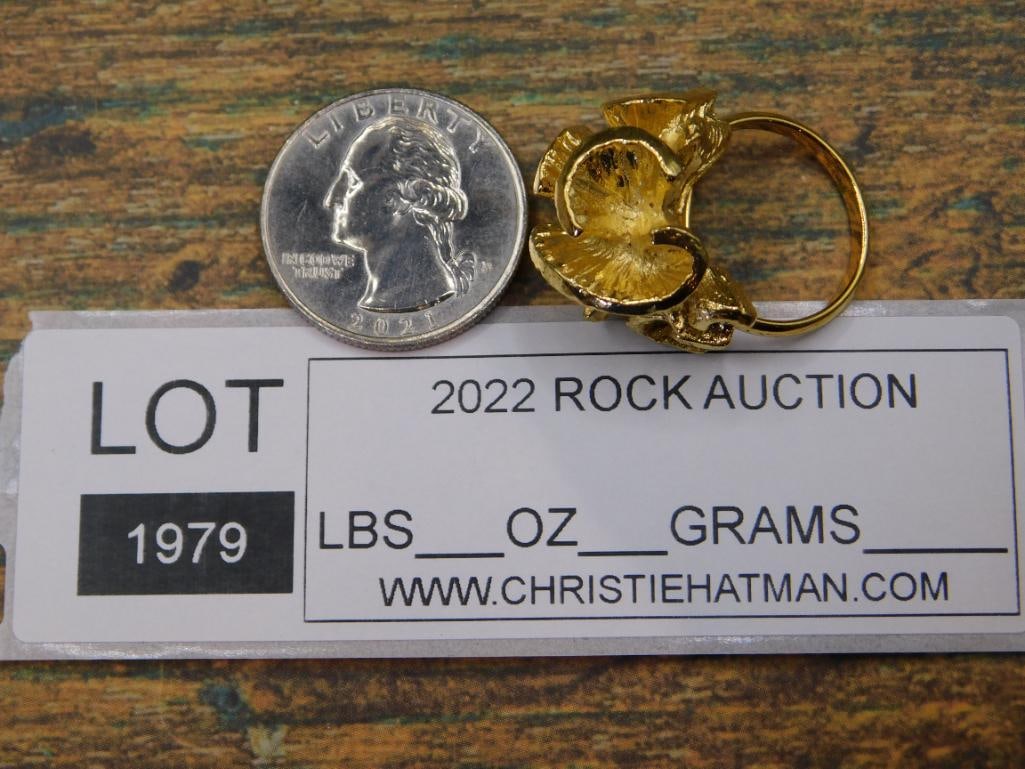 LIBERTY
IN GOD WE
TRUST
2021
LOT
1979
2022 ROCK AUCTION
LBS___OZ___GRAMS_____
WWW.CHRISTIEHATMAN.COM